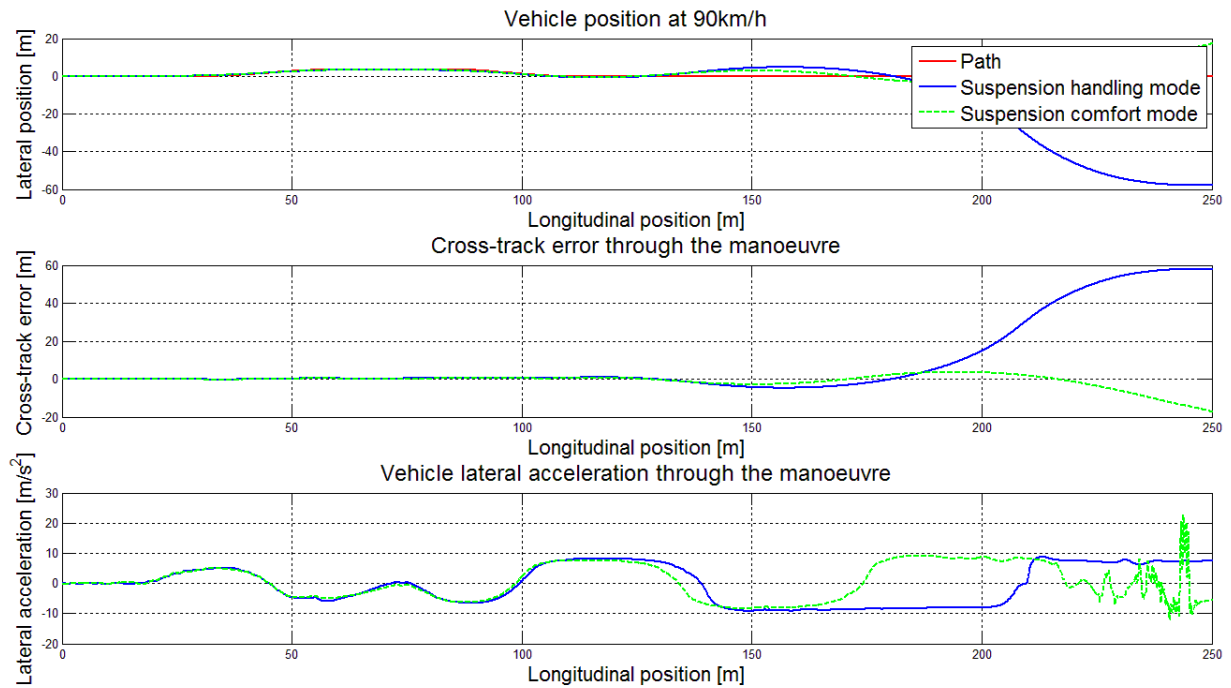 Vehicle position at 90km/h
Lateral position [m]
20
0
-20
-40
-60
0
50
100
150
200
250
Path
Suspension handling mode
Suspension comfort mode
Longitudinal position [m]
Cross-track error through the manoeuvre
Cross-track error [m]
60
40
20
0
-20
0
50
100
150
200
250
Longitudinal position [m]
Vehicle lateral acceleration through the manoeuvre
Lateral acceleration [m/s²]
30
20
10
0
-10
-20
0
50
100
150
200
250
Longitudinal position [m]